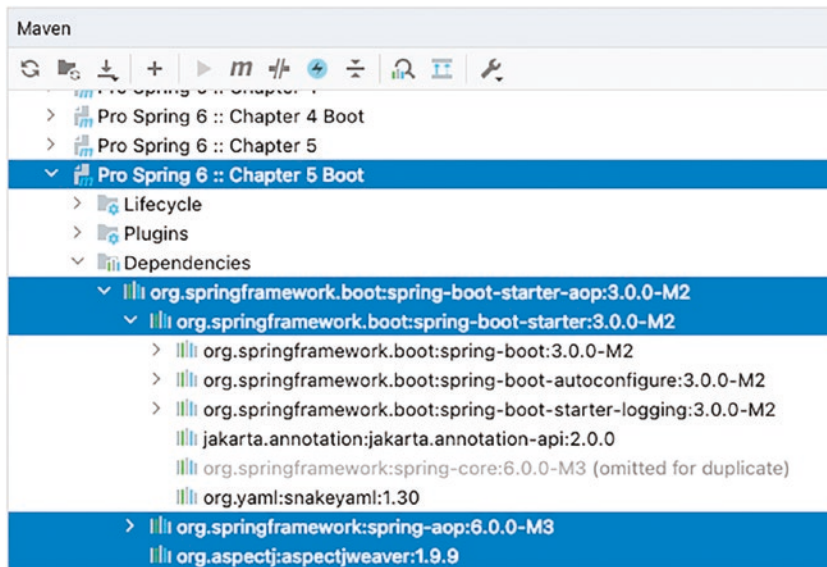 Maven
Pro Spring 6 :: Chapter 4 Boot
Pro Spring 6 :: Chapter 5
Pro Spring 6 :: Chapter 5 Boot
Lifecycle
Plugins
Dependencies
org.springframework.boot:spring-boot-starter-aop:3.0.0-M2
org.springframework.boot:spring-boot-starter:3.0.0-M2
org.springframework.boot:spring-boot:3.0.0-M2
org.springframework.boot:spring-boot-autoconfigure:3.0.0-M2
org.springframework.boot:spring-boot-starter-logging:3.0.0-M2
jakarta.annotation:jakarta.annotation-api:2.0.0
org.springframework:spring-core:6.0.0-M3 (omitted for duplicate)
org.yaml:snakeyaml:1.30
org.springframework:spring-aop:6.0.0-M3
org.aspectj:aspectjweaver:1.9.9